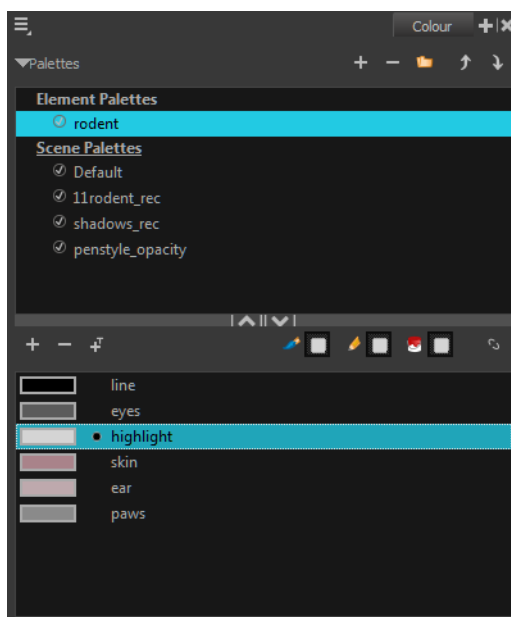 Colour
Palettes
Element Palettes
rodent
Scene Palettes
Default
11rodent_rec
shadows_rec
penstyle_opacity
line
eyes
highlight
skin
ear
paws